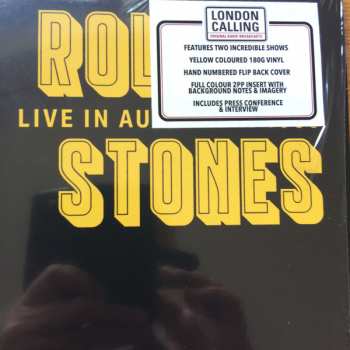 ROL
LIVE IN AU
STONES
LONDON
CALLING
ORIGINAL RADIO BROADCASTS
FEATURES TWO INCREDIBLE SHOWS
YELLOW COLOURED 180G VINYL
HAND NUMBERED FLIP BACK COVER
FULL COLOUR 2PP INSERT WITH
BACKGROUND NOTES & IMAGERY
INCLUDES PRESS CONFERENCE
& INTERVIEW